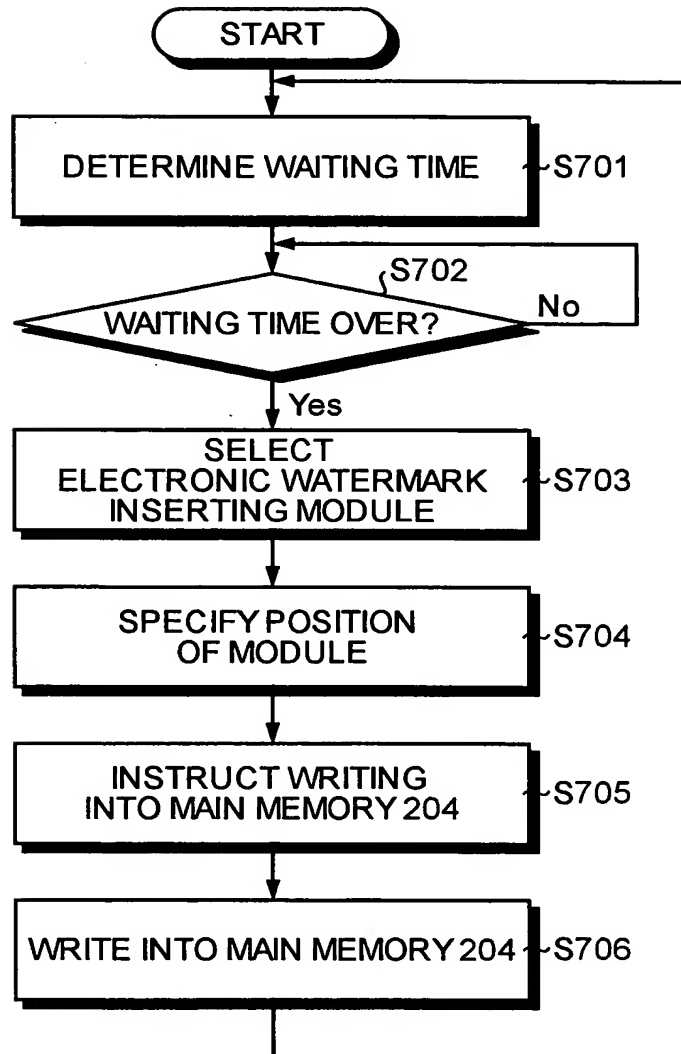 START
DETERMINE WAITING TIME
S701
S702
WAITING TIME OVER?
No
Yes
SELECT
ELECTRONIC WATERMARK
INSERTING MODULE
S703
SPECIFY POSITION
OF MODULE
S704
INSTRUCT WRITING
INTO MAIN MEMORY 204
S705
WRITE INTO MAIN MEMORY 204
S706